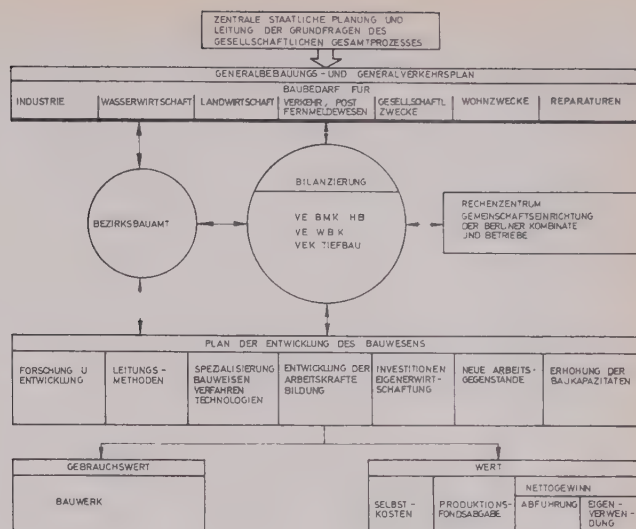 ZENTRALE STAATLICHE PLANUNG UND
LEITUNG DER GRUNDFRAGEN DES
GESELLSCHAFTLICHEN GESAMTPROZESSES
GENERALBEBAUUNGS - UND GENERALVERKEHRSPLAN
BAUBEDARF FÜR
INDUSTRIE
WASSERWIRTSCHAFT
LANDWIRTSCHAFT
VERKEHR, POST
FERNMELDEWESEN
GESELLSCHAFTL
ZWECKE
WOHNZWECKE
REPARATUREN
BEZIRKSBAUAMT
BILANZIERUNG
VE BMK HB
VE WBK
VEK TIEFBAU
RECHENZENTRUM
GEMEINSCHAFTSEINRICHTUNG
DER BERLINER KOMBINATE
UND BETRIEBE
PLAN DER ENTWICKLUNG DES BAUWESENS
FORSCHUNG U
ENTWICKLUNG
LEITUNGS -
METHODEN
SPEZIALISIERUNG
BAUWEISEN
VERFAHREN
TECHNOLOGIEN
ENTWICKLUNG DER
ARBEITSKRÄFTE
BILDUNG
INVESTITIONEN
EIGENERWIRT -
SCHAFTUNG
NEUE ARBEITS-
GEGENSTÄNDE
ERHÖHUNG DER
BAUKAPAZITÄTEN
GEBRAUCHSWERT
BAUWERK
WERT
SELBST -
KOSTEN
PRODUKTIONS-
FONDSABGABE
NETTOGEWINN
ABFÜHRUNG
EIGEN -
VERWEN -
DUNG